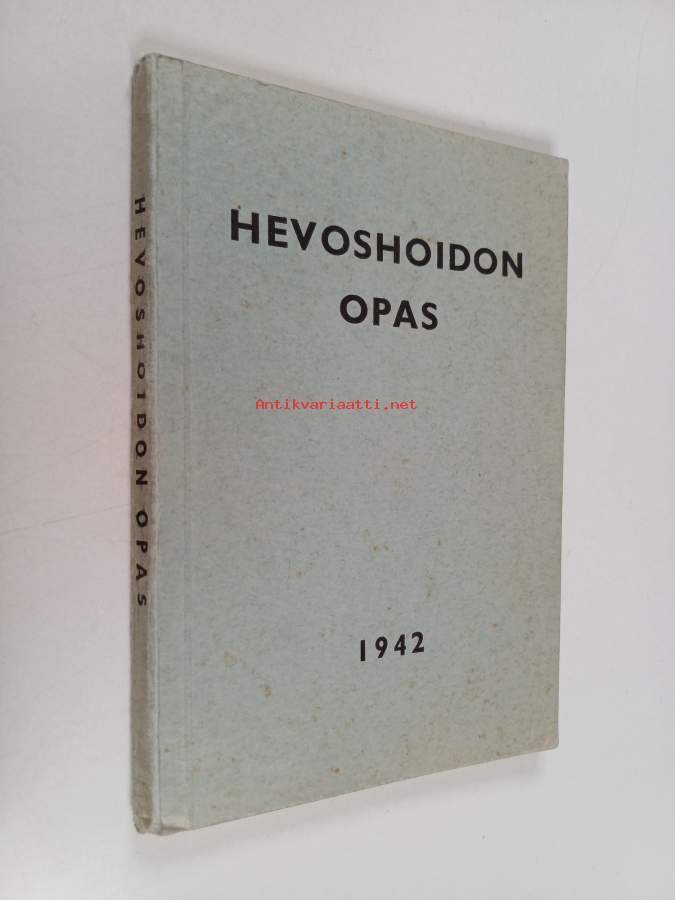 HEVOSHOIDON OPAS
HEVOSHOIDON
OPAS
Antikvariaatti.net
1942